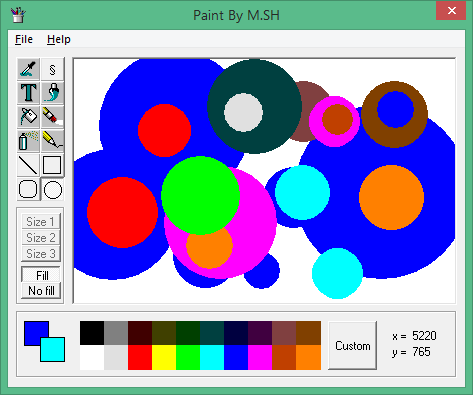 Paint By M.SH
File Help
§
T
Size 1
Size 2
Size 3
Fill
No fill
Custom
x = 5220
y = 765